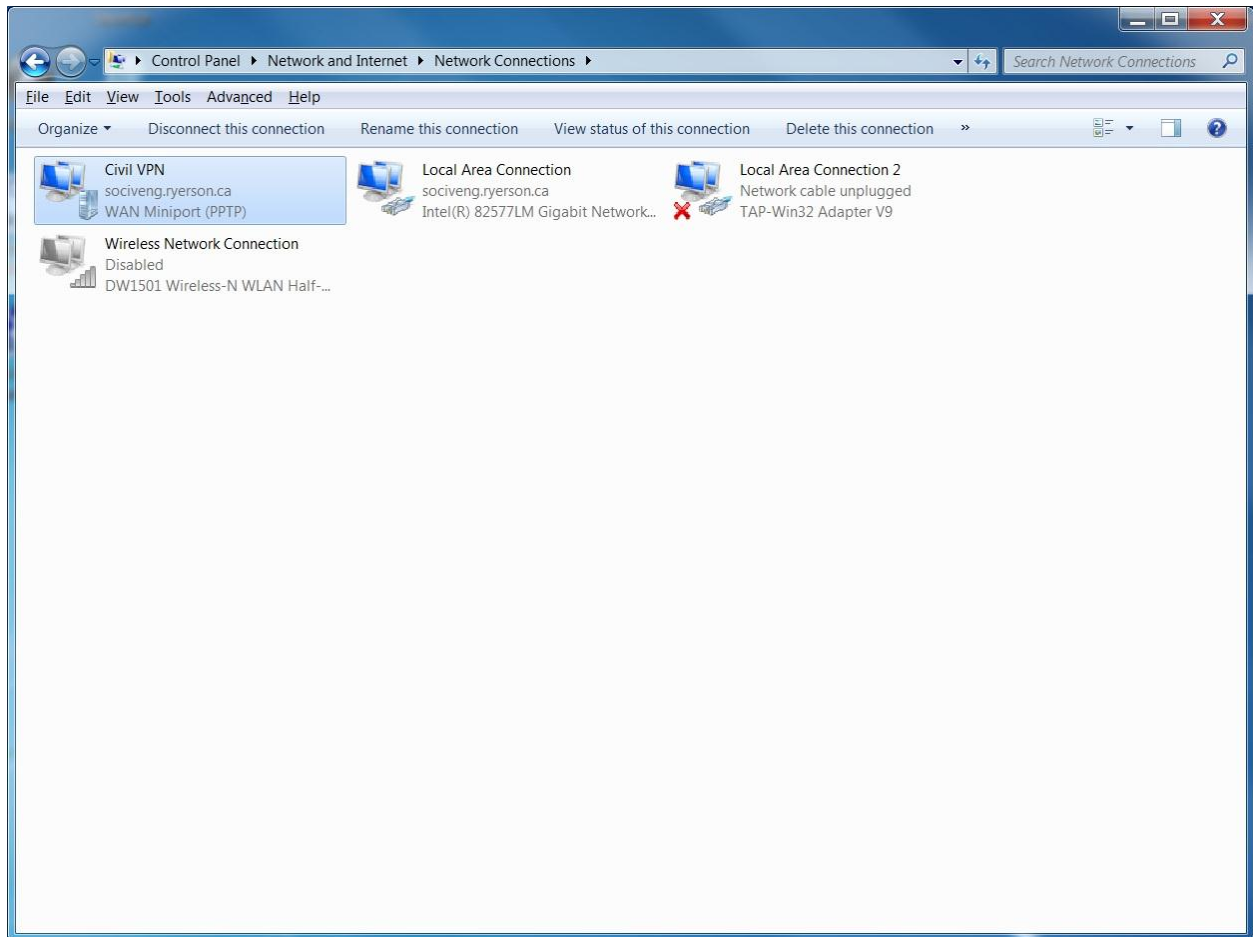 Control Panel Network and Internet Network Connections
Search Network Connections
File Edit View Tools Advanced Help
Organize Disconnect this connection Rename this connection View status of this connection Delete this connection »
Civil VPN
sociveng.ryerson.ca
WAN Miniport (PPTP)
Local Area Connection
sociveng.ryerson.ca
Intel(R) 82577LM Gigabit Network...
Local Area Connection 2
Network cable unplugged
TAP-Win32 Adapter V9
Wireless Network Connection
Disabled
DW1501 Wireless-N WLAN Half-...